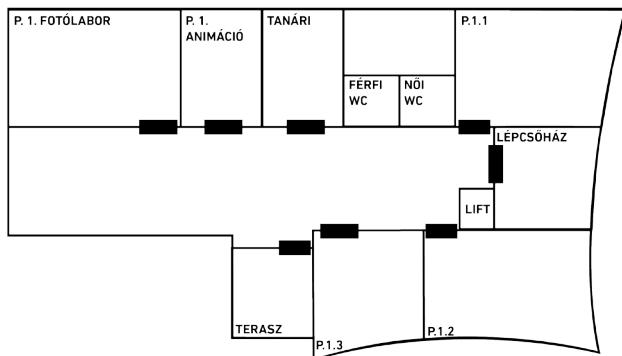 P. 1. FOTÓLABOR
P. 1.
ANIMÁCIÓ
TANÁRI
P.1.1
FÉRFI
WC
NŐI
WC
LÉPCSŐHÁZ
LIFT
TERASZ
P.1.3
P.1.2